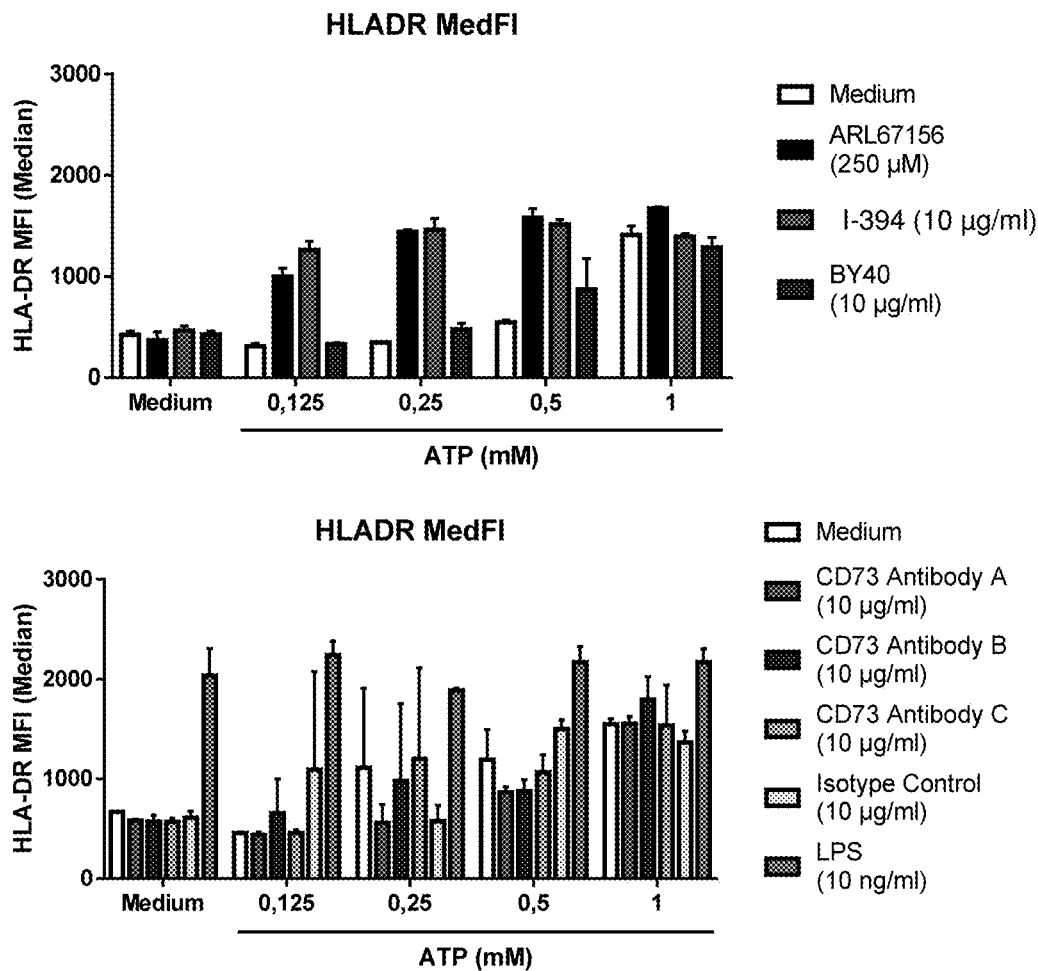 HLADR MedFI
HLA-DR MFI (Median)
3000
2000
1000
0
Medium 0,125 0,25 0,5 1
ATP (mM)
Medium
ARL67156
(250 µM)
I-394 (10 µg/ml)
BY40
(10 µg/ml)
HLADR MedFI
HLA-DR MFI (Median)
3000
2000
1000
0
Medium 0,125 0,25 0,5 1
ATP (mM)
Medium
CD73 Antibody A
(10 µg/ml)
CD73 Antibody B
(10 µg/ml)
CD73 Antibody C
(10 µg/ml)
Isotype Control
(10 µg/ml)
LPS
(10 ng/ml)